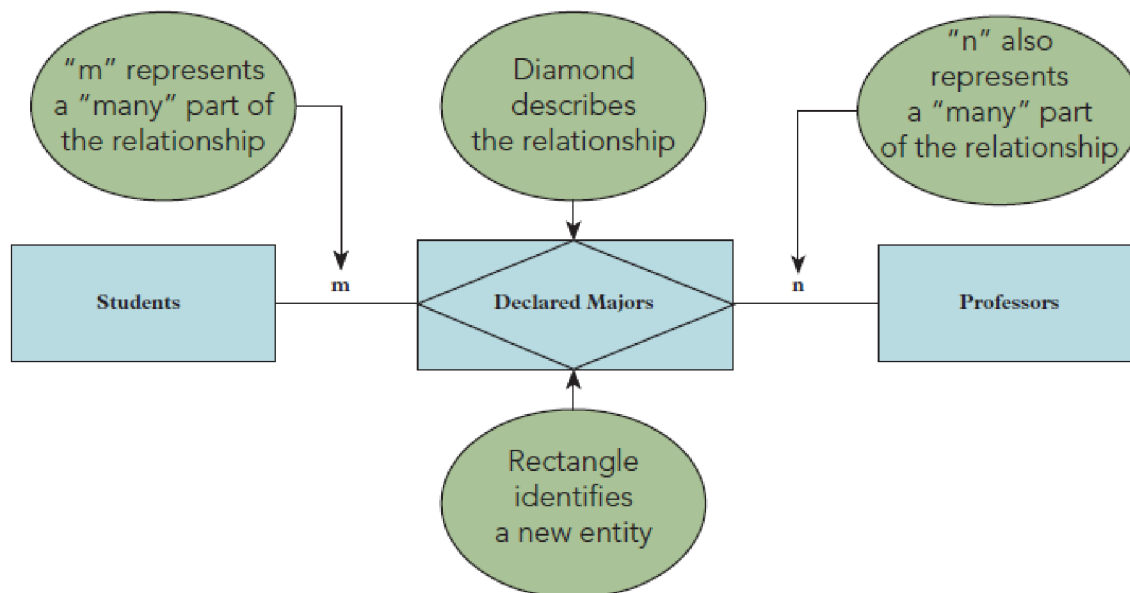 “m” represents
a “many” part of
the relationship
Diamond
describes
the relationship
“n” also
represents
a “many” part
of the relationship
Students
m
Declared Majors
n
Professors
Rectangle
identifies
a new entity